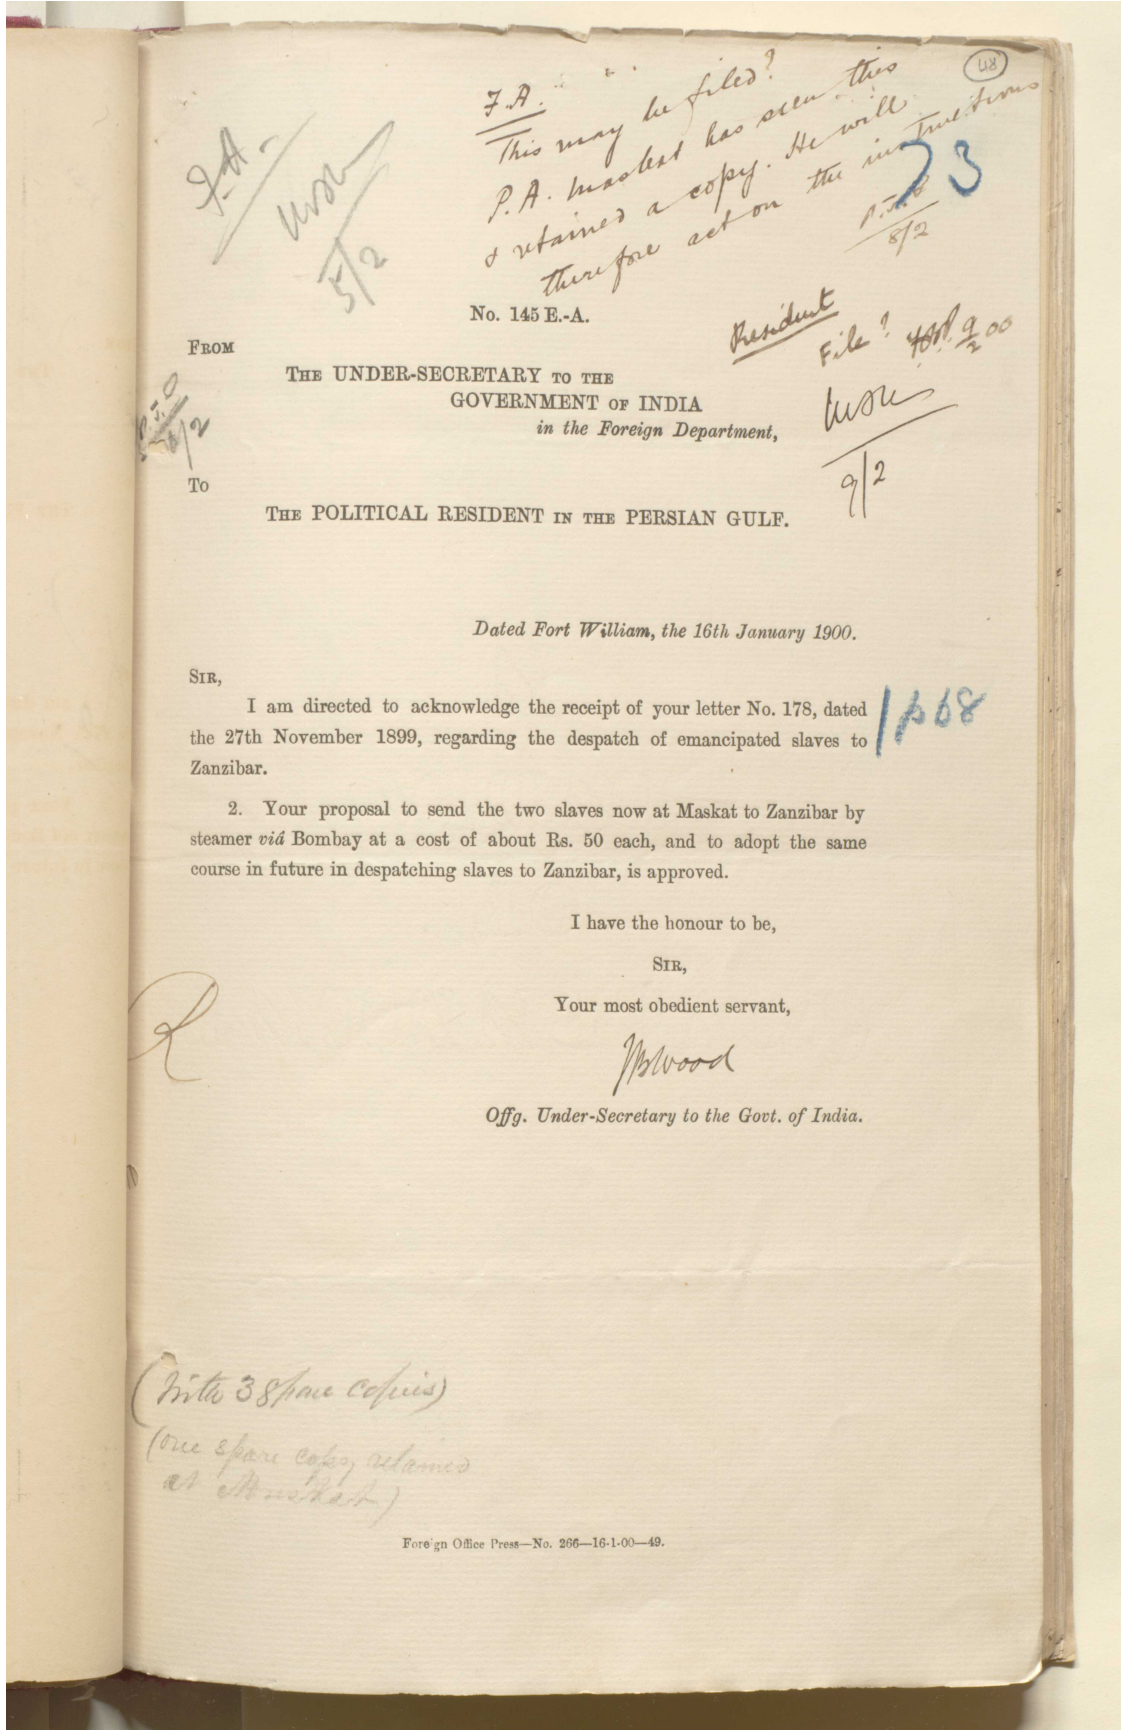 48
F.A.
This may be filed?
P.A. Maskat has seen this
& retained a copy. He will
therefore act on the instructions
73
P.J.
8/2
F.A.
5/2
No. 145 E.-A.
Resident
File?
9/2 00
FROM
THE UNDER-SECRETARY TO THE
GOVERNMENT OF INDIA
in the Foreign Department,
9/2
To
THE POLITICAL RESIDENT IN THE PERSIAN GULF.
Dated Fort William, the 16th January 1900.
SIR,
I am directed to acknowledge the receipt of your letter No. 178, dated
the 27th November 1899, regarding the despatch of emancipated slaves to
Zanzibar.
p 68
2. Your proposal to send the two slaves now at Maskat to Zanzibar by
steamer viâ Bombay at a cost of about Rs. 50 each, and to adopt the same
course in future in despatching slaves to Zanzibar, is approved.
I have the honour to be,
SIR,
Your most obedient servant,
JBWood
Offg. Under-Secretary to the Govt. of India.
R
(With 3 spare copies)
(One spare copy retained
at Muskat)
Foreign Office Press—No. 266—16-1-00—49.